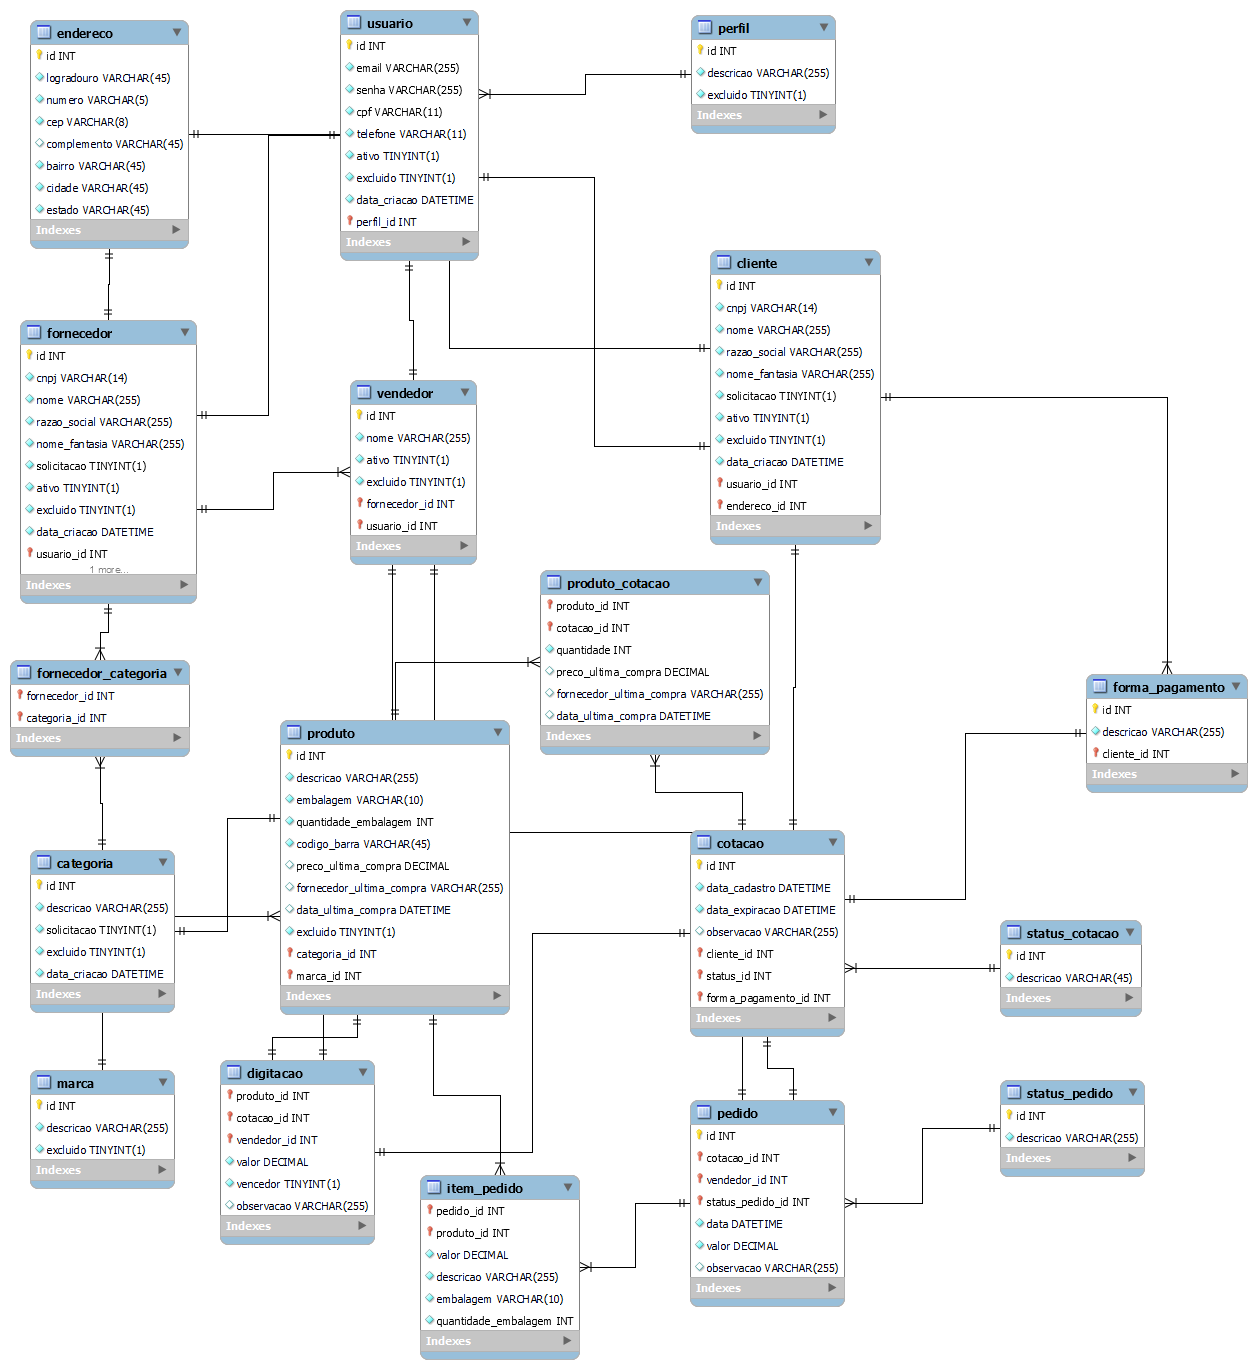 endereco
id INT
logradouro VARCHAR(45)
numero VARCHAR(5)
cep VARCHAR(8)
complemento VARCHAR(45)
bairro VARCHAR(45)
cidade VARCHAR(45)
estado VARCHAR(45)
Indexes
usuario
id INT
email VARCHAR(255)
senha VARCHAR(255)
cpf VARCHAR(11)
telefone VARCHAR(11)
ativo TINYINT(1)
excluido TINYINT(1)
data_criacao DATETIME
perfil_id INT
Indexes
perfil
id INT
descricao VARCHAR(255)
excluido TINYINT(1)
Indexes
cliente
id INT
cnpj VARCHAR(14)
nome VARCHAR(255)
razao_social VARCHAR(255)
nome_fantasia VARCHAR(255)
solicitacao TINYINT(1)
ativo TINYINT(1)
excluido TINYINT(1)
data_criacao DATETIME
usuario_id INT
endereco_id INT
Indexes
fornecedor
id INT
cnpj VARCHAR(14)
nome VARCHAR(255)
razao_social VARCHAR(255)
nome_fantasia VARCHAR(255)
solicitacao TINYINT(1)
ativo TINYINT(1)
excluido TINYINT(1)
data_criacao DATETIME
usuario_id INT
1 more...
Indexes
vendedor
id INT
nome VARCHAR(255)
ativo TINYINT(1)
excluido TINYINT(1)
fornecedor_id INT
usuario_id INT
Indexes
produto_cotacao
produto_id INT
cotacao_id INT
quantidade INT
preco_ultima_compra DECIMAL
fornecedor_ultima_compra VARCHAR(255)
data_ultima_compra DATETIME
Indexes
fornecedor_categoria
fornecedor_id INT
categoria_id INT
Indexes
forma_pagamento
id INT
descricao VARCHAR(255)
cliente_id INT
Indexes
produto
id INT
descricao VARCHAR(255)
embalagem VARCHAR(10)
quantidade_embalagem INT
codigo_barra VARCHAR(45)
preco_ultima_compra DECIMAL
fornecedor_ultima_compra VARCHAR(255)
data_ultima_compra DATETIME
excluido TINYINT(1)
categoria_id INT
marca_id INT
Indexes
categoria
id INT
descricao VARCHAR(255)
solicitacao TINYINT(1)
excluido TINYINT(1)
data_criacao DATETIME
Indexes
cotacao
id INT
data_cadastro DATETIME
data_expiracao DATETIME
observacao VARCHAR(255)
cliente_id INT
status_id INT
forma_pagamento_id INT
Indexes
status_cotacao
id INT
descricao VARCHAR(45)
Indexes
marca
id INT
descricao VARCHAR(255)
excluido TINYINT(1)
Indexes
digitacao
produto_id INT
cotacao_id INT
vendedor_id INT
valor DECIMAL
vencedor TINYINT(1)
observacao VARCHAR(255)
Indexes
item_pedido
pedido_id INT
produto_id INT
valor DECIMAL
descricao VARCHAR(255)
embalagem VARCHAR(10)
quantidade_embalagem INT
Indexes
pedido
id INT
cotacao_id INT
vendedor_id INT
status_pedido_id INT
data DATETIME
valor DECIMAL
observacao VARCHAR(255)
Indexes
status_pedido
id INT
descricao VARCHAR(255)
Indexes